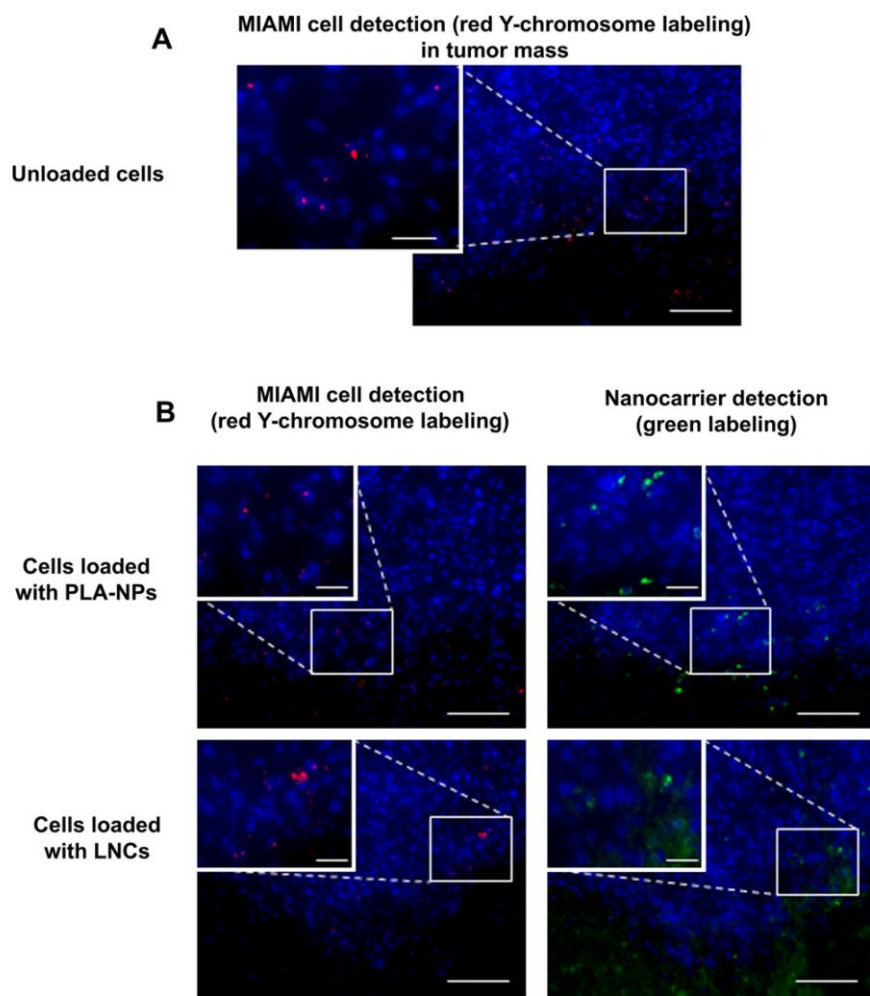 A
MIAMI cell detection (red Y-chromosome labeling)
in tumor mass
Unloaded cells
B
MIAMI cell detection
(red Y-chromosome labeling)
Nanocarrier detection
(green labeling)
Cells loaded
with PLA-NPs
Cells loaded
with LNCs